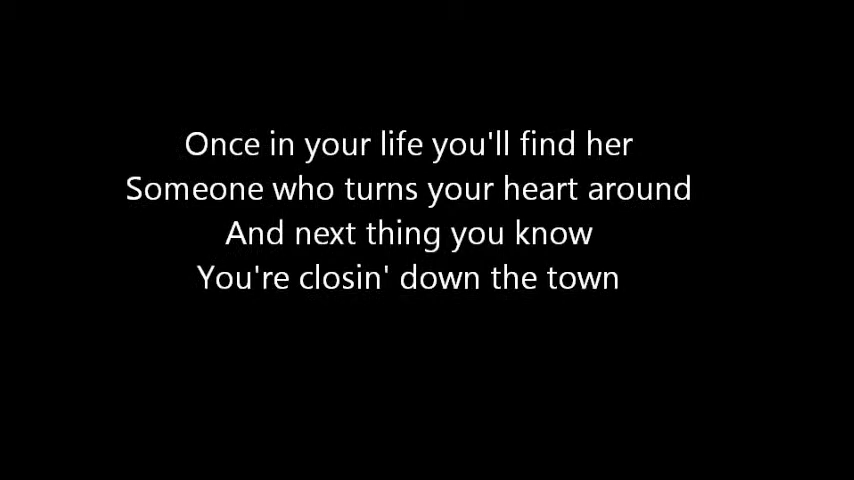 Once in your life you'll find her
Someone who turns your heart around
And next thing you know
You're closin' down the town